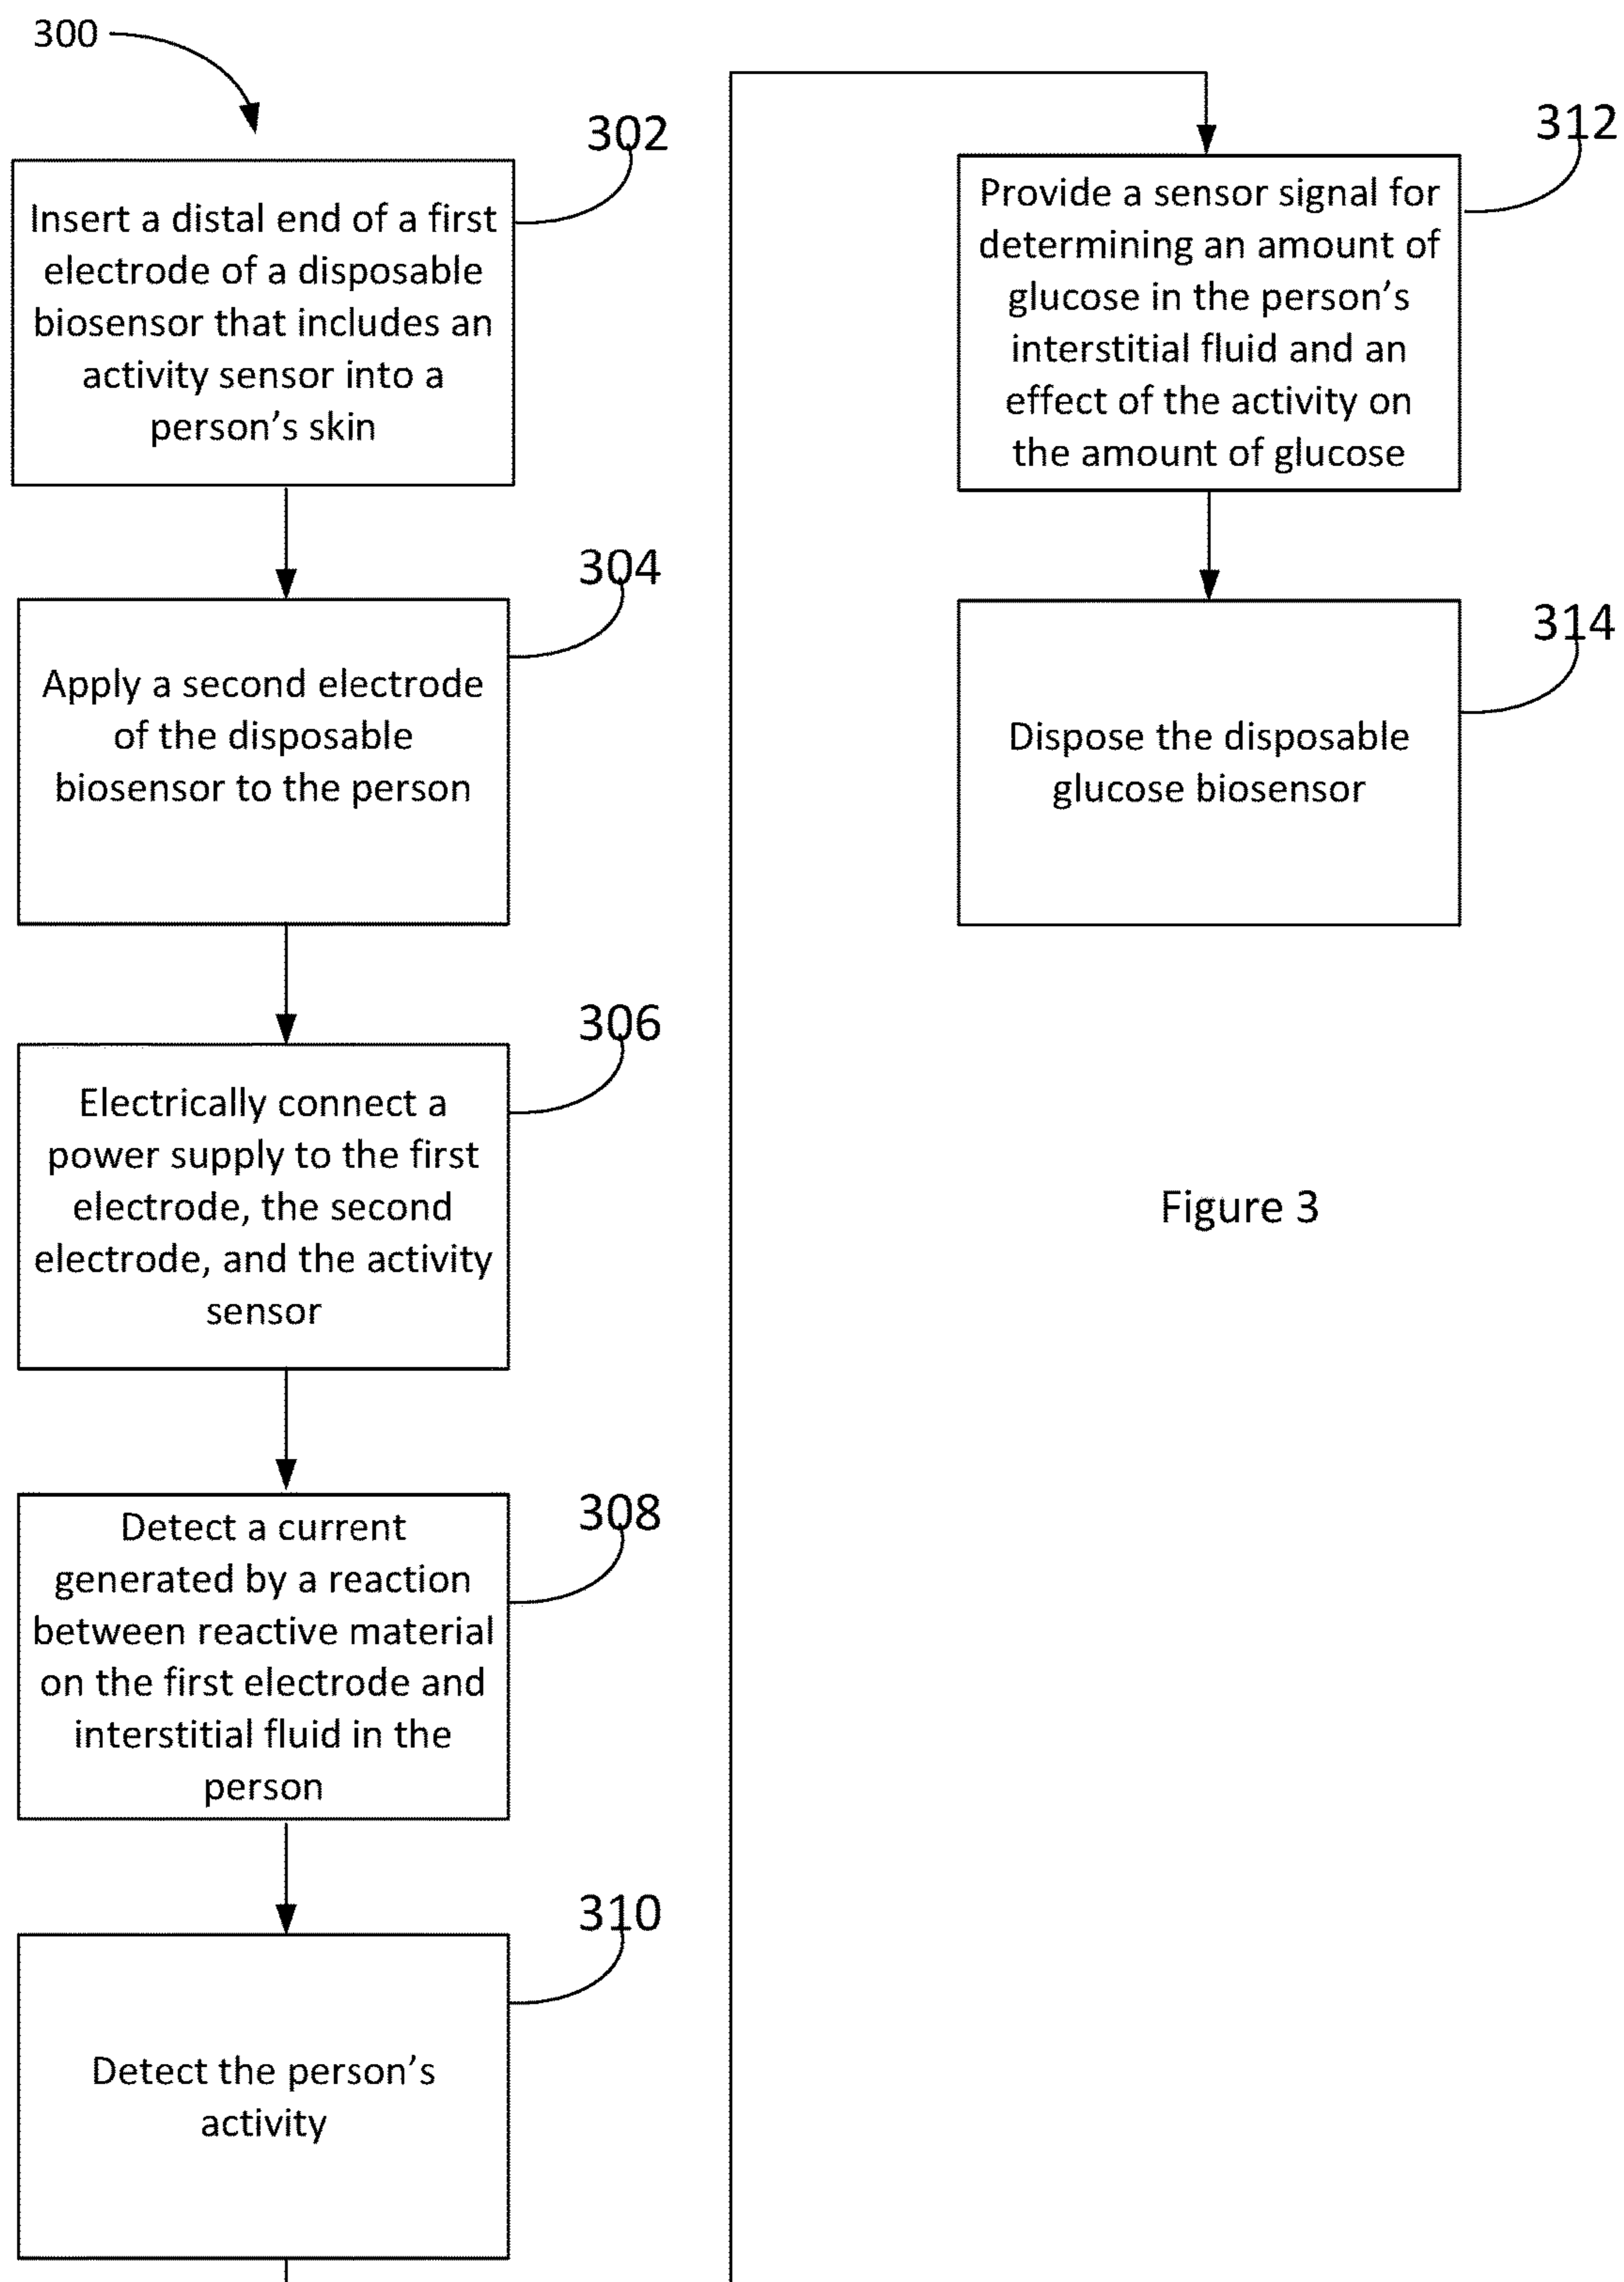 300
302
Insert a distal end of a first
electrode of a disposable
biosensor that includes an
activity sensor into a
person's skin
304
Apply a second electrode
of the disposable
biosensor to the person
306
Electrically connect a
power supply to the first
electrode, the second
electrode, and the activity
sensor
308
Detect a current
generated by a reaction
between reactive material
on the first electrode and
interstitial fluid in the
person
310
Detect the person's
activity
312
Provide a sensor signal for
determining an amount of
glucose in the person's
interstitial fluid and an
effect of the activity on
the amount of glucose
314
Dispose the disposable
glucose biosensor
Figure 3